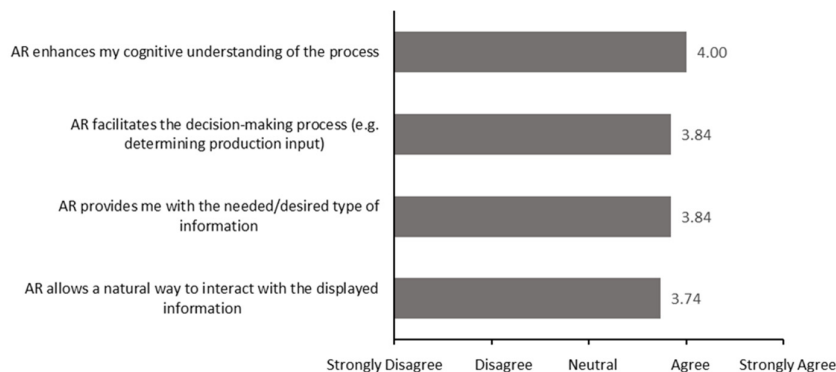 AR enhances my cognitive understanding of the process
4.00
AR facilitates the decision-making process (e.g.
determining production input)
3.84
AR provides me with the needed/desired type of
information
3.84
AR allows a natural way to interact with the displayed
information
3.74
Strongly Disagree Disagree Neutral Agree Strongly Agree